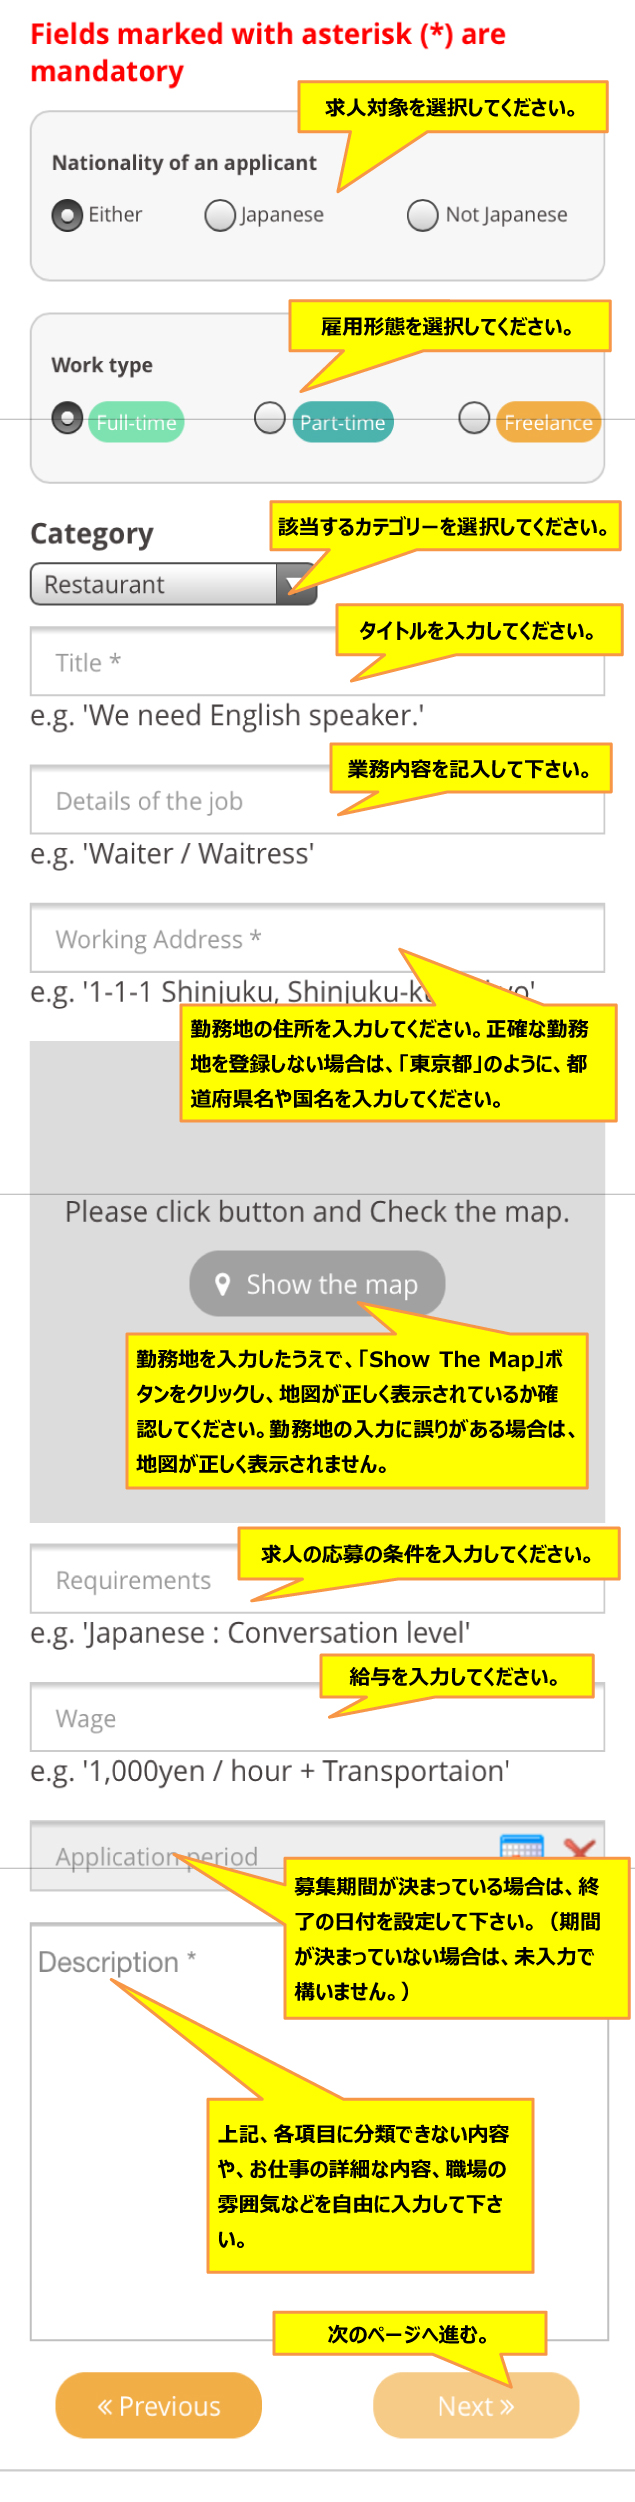 Fields marked with asterisk (*) are
mandatory
求人対象を選択してください。
Nationality of an applicant
Either
Japanese
Not Japanese
雇用形態を選択してください。
Work type
Full-time
Part-time
Freelance
該当するカテゴリーを選択してください。
Category
Restaurant
タイトルを入力してください。
Title *
e.g. 'We need English speaker.'
業務内容を記入して下さい。
Details of the job
e.g. 'Waiter / Waitress'
Working Address *
e.g. '1-1-1 Shinjuku,
勤務地の住所を入力してください。正確な勤務
地を登録しない場合は、「東京都」のように、都
道府県名や国名を入力してください。
Please click button and Check the map.
Show the map
勤務地を入力したうえで、「Show The Map」ボ
タンをクリックし、地図が正しく表示されているか確
認してください。勤務地の入力に誤りがある場合は、
地図が正しく表示されません。
求人の応募の条件を入力してください。
Requirements
e.g. 'Japanese : Conversation level'
給与を入力してください。
Wage
e.g. '1,000yen / hour + Transportaion'
Application period
募集期間が決まっている場合は、終
了の日付を設定して下さい。（期間
が決まっていない場合は、未入力で
構いません。）
Description *
上記、各項目に分類できない内容
や、お仕事の詳細な内容、職場の
雰囲気などを自由に入力して下さ
い。
次のページへ進む。
« Previous
Next »